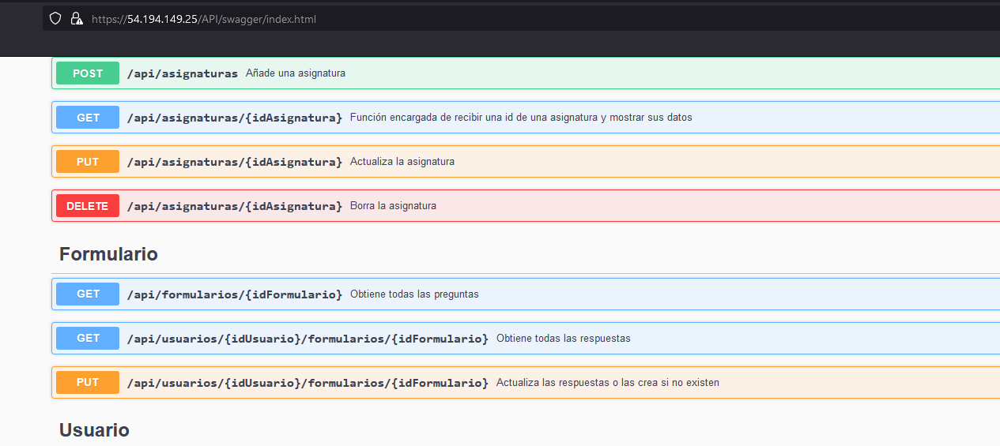 https://54.194.149.25/API/swagger/index.html
POST /api/asignaturas Añade una asignatura
GET /api/asignaturas/{idAsignatura} Función encargada de recibir una id de una asignatura y mostrar sus datos
PUT /api/asignaturas/{idAsignatura} Actualiza la asignatura
DELETE /api/asignaturas/{idAsignatura} Borra la asignatura
Formulario
GET /api/formularios/{idFormulario} Obtiene todas las preguntas
GET /api/usuarios/{idUsuario}/formularios/{idFormulario} Obtiene todas las respuestas
PUT /api/usuarios/{idUsuario}/formularios/{idFormulario} Actualiza las respuestas o las crea si no existen
Usuario